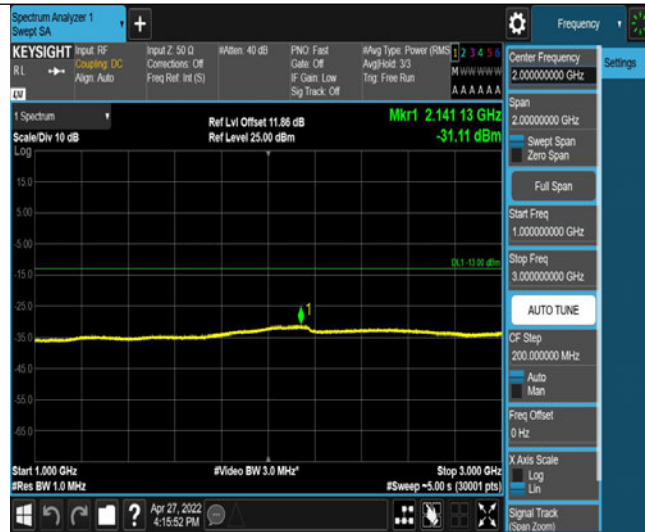 Spectrum Analyzer 1
Swept SA
+
Frequency
KEYSIGHT
RL
Input: RF
Coupling: DC
Align: Auto
Input Z: 50 Ω
Corrections: Off
Freq Ref: Int (S)
#Atten: 40 dB
PNO: Fast
Gate: Off
IF Gain: Low
Sig Track: Off
#Avg Type: Power (RMS
Avg|Hold: 3/3
Trig: Free Run
1 2 3 4 5 6
M W W W W W
A A A A A A
1 Spectrum
Scale/Div 10 dB
Log
Ref Lvl Offset 11.86 dB
Ref Level 25.00 dBm
Mkr1 2.141 13 GHz
-31.11 dBm
15.0
5.00
-5.00
DL1 -13.00 dBm
-15.0
-25.0
1
-35.0
-45.0
-55.0
-65.0
Start 1.000 GHz
#Res BW 1.0 MHz
#Video BW 3.0 MHz*
Stop 3.000 GHz
#Sweep ~5.00 s (30001 pts)
?
Apr 27, 2022
4:15:52 PM
Center Frequency
2.000000000 GHz
Settings
Span
2.00000000 GHz
Swept Span
Zero Span
Full Span
Start Freq
1.000000000 GHz
Stop Freq
3.000000000 GHz
AUTO TUNE
CF Step
200.000000 MHz
Auto
Man
Freq Offset
0 Hz
X Axis Scale
Log
Lin
Signal Track
(Span Zoom)